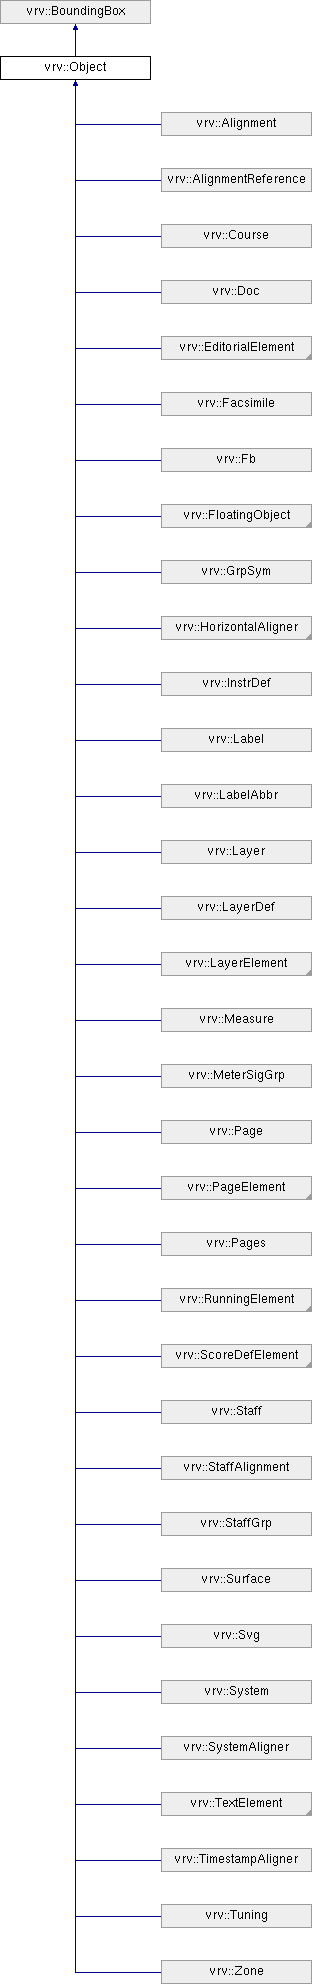 vrv::BoundingBox
vrv::Object
vrv::Alignment
vrv::AlignmentReference
vrv::Course
vrv::Doc
vrv::EditorialElement
vrv::Facsimile
vrv::Fb
vrv::FloatingObject
vrv::GrpSym
vrv::HorizontalAligner
vrv::InstrDef
vrv::Label
vrv::LabelAbbr
vrv::Layer
vrv::LayerDef
vrv::LayerElement
vrv::Measure
vrv::MeterSigGrp
vrv::Page
vrv::PageElement
vrv::Pages
vrv::RunningElement
vrv::ScoreDefElement
vrv::Staff
vrv::StaffAlignment
vrv::StaffGrp
vrv::Surface
vrv::Svg
vrv::System
vrv::SystemAligner
vrv::TextElement
vrv::TimestampAligner
vrv::Tuning
vrv::Zone